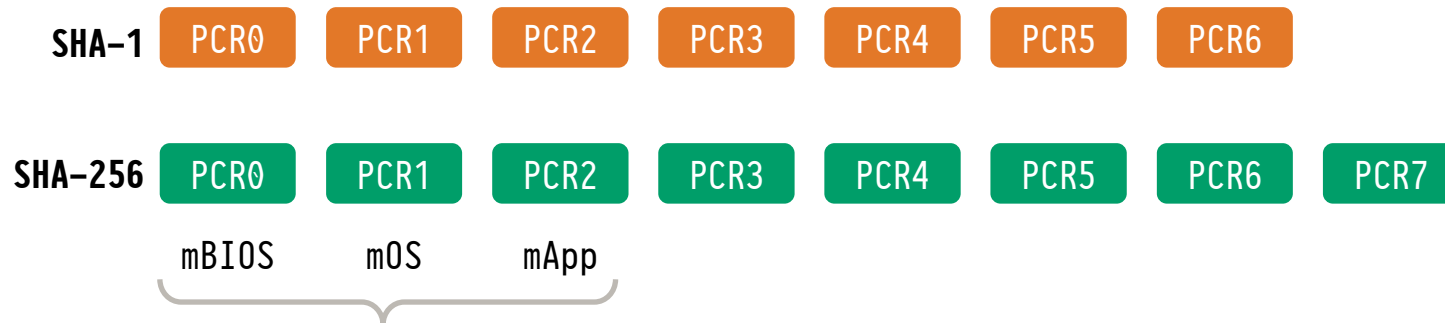 SHA-1 PCR0 PCR1 PCR2 PCR3 PCR4 PCR5 PCR6
SHA-256 PCR0 PCR1 PCR2 PCR3 PCR4 PCR5 PCR6 PCR7
mBIOS mOS mApp